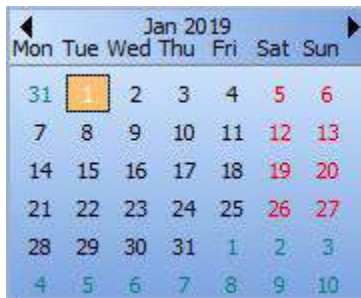 Jan 2019
Mon Tue Wed Thu Fri Sat Sun
31 1 2 3 4 5 6
7 8 9 10 11 12 13
14 15 16 17 18 19 20
21 22 23 24 25 26 27
28 29 30 31 1 2 3
4 5 6 7 8 9 10